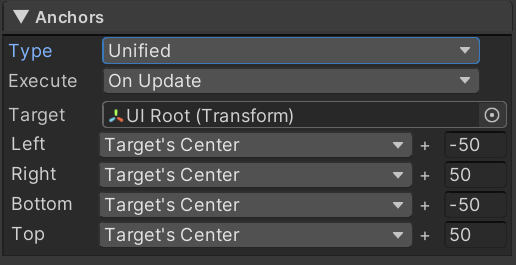 Anchors
Type Unified
Execute On Update
Target UI Root (Transform)
Left Target's Center + -50
Right Target's Center + 50
Bottom Target's Center + -50
Top Target's Center + 50